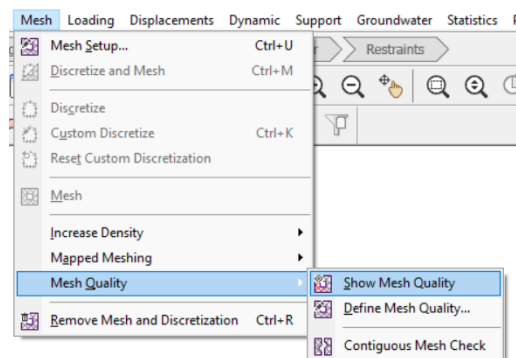 Mesh Loading Displacements Dynamic Support Groundwater Statistics
Restraints
Mesh Setup... Ctrl+U
Discretize and Mesh Ctrl+M
Discretize
Custom Discretize Ctrl+K
Reset Custom Discretization
Mesh
Increase Density
Mapped Meshing
Mesh Quality
Show Mesh Quality
Define Mesh Quality...
Remove Mesh and Discretization Ctrl+R
Contiguous Mesh Check